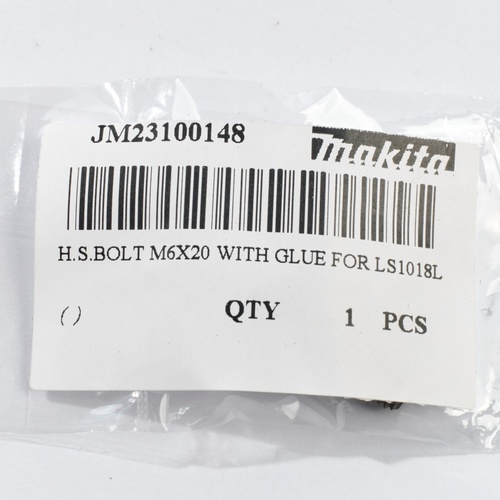 JM23100148 makita
H.S.BOLT M6X20 WITH GLUE FOR LS1018L
() QTY 1 PCS